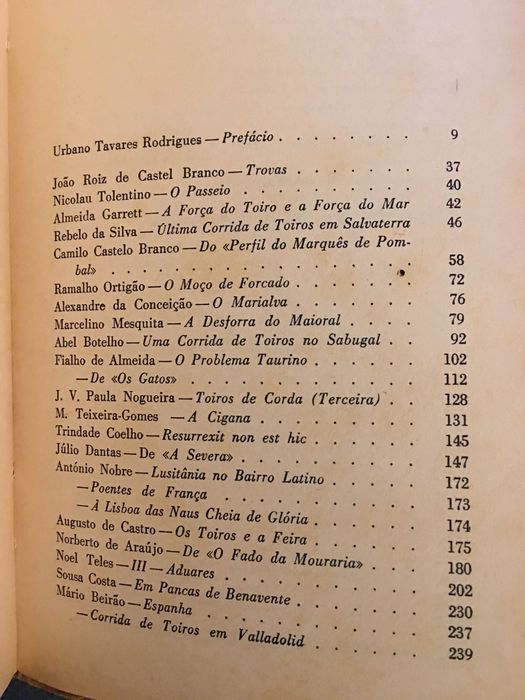 Urbano Tavares Rodrigues — Prefácio . . . . . . . 9
João Roiz de Castel Branco — Trovas . . . . . . . 37
Nicolau Tolentino — O Passeio . . . . . . . . . 40
Almeida Garrett — A Força do Toiro e a Força do Mar 42
Rebelo da Silva — Última Corrida de Toiros em Salvaterra 46
Camilo Castelo Branco — Do «Perfil do Marquês de Pom-
bal» . . . . . . . . . . . . . . . 58
Ramalho Ortigão — O Moço de Forcado . . . . . . 72
Alexandre da Conceição — O Marialva . . . . . . 76
Marcelino Mesquita — A Desforra do Maioral . . . . 79
Abel Botelho — Uma Corrida de Toiros no Sabugal . . 92
Fialho de Almeida — O Problema Taurino . . . . . 102
— De «Os Gatos» . . . . . . . . . . . 112
J. V. Paula Nogueira — Toiros de Corda (Terceira) . . 128
M. Teixeira-Gomes — A Cigana . . . . . . . . 131
Trindade Coelho — Resurrexit non est hic . . . . . 145
Júlio Dantas — De «A Severa» . . . . . . . . 147
António Nobre — Lusitânia no Bairro Latino . . . . 172
— Poentes de França . . . . . . . . . 173
— À Lisboa das Naus Cheia de Glória . . . . . 174
Augusto de Castro — Os Toiros e a Feira . . . . . 175
Norberto de Araújo — De «O Fado da Mouraria» . . . 180
Noel Teles — III — Aduares . . . . . . . . . 202
Sousa Costa — Em Pancas de Benavente . . . . . 230
Mário Beirão — Espanha . . . . . . . . . . 237
— Corrida de Toiros em Valladolid . . . . . 239